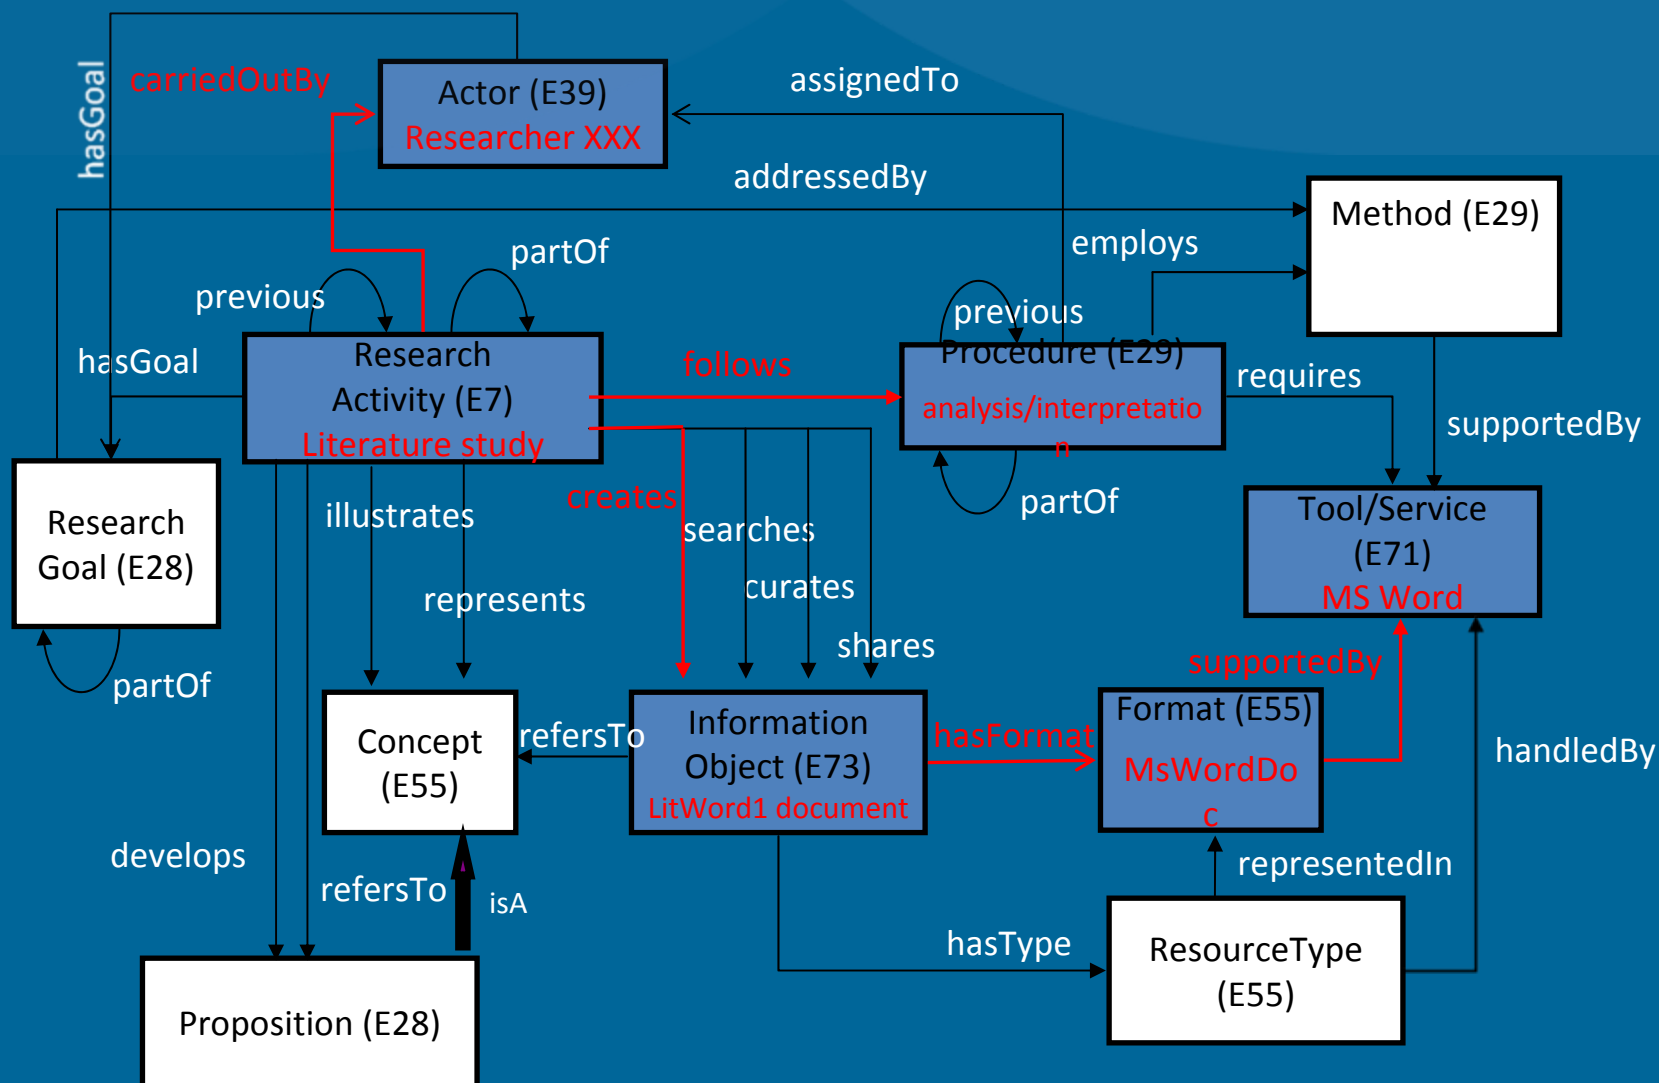 hasGoal
carriedOutBy
Actor (E39)
Researcher XXX
assignedTo
addressedBy
Method (E29)
employs
partOf
previous
previous
hasGoal
Research
Activity (E7)
Literature study
follows
Procedure (E29)
analysis/interpretatio
n
requires
supportedBy
partOf
Research
Goal (E28)
partOf
illustrates
represents
creates
searches
curates
shares
Tool/Service
(E71)
MS Word
supportedBy
handledBy
Concept
(E55)
refersTo
Information
Object (E73)
LitWord1 document
hasFormat
Format (E55)
MsWordDo
c
develops
refersTo
isA
representedIn
hasType
ResourceType
(E55)
Proposition (E28)